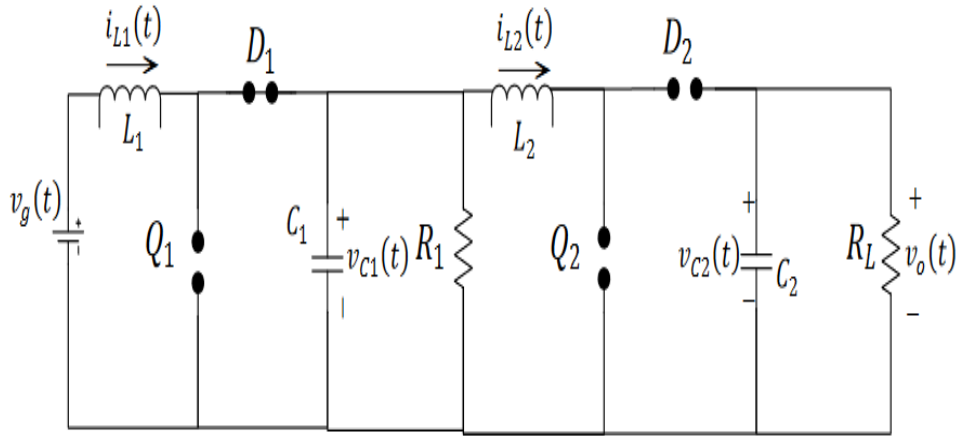 i_{L1}(t)
D_1
i_{L2}(t)
D_2
L_1
L_2
v_g(t)
+
-
Q_1
C_1
+
v_{C1}(t)
−
R_1
Q_2
+
v_{C2}(t)
−
C_2
R_L
+
v_o(t)
−